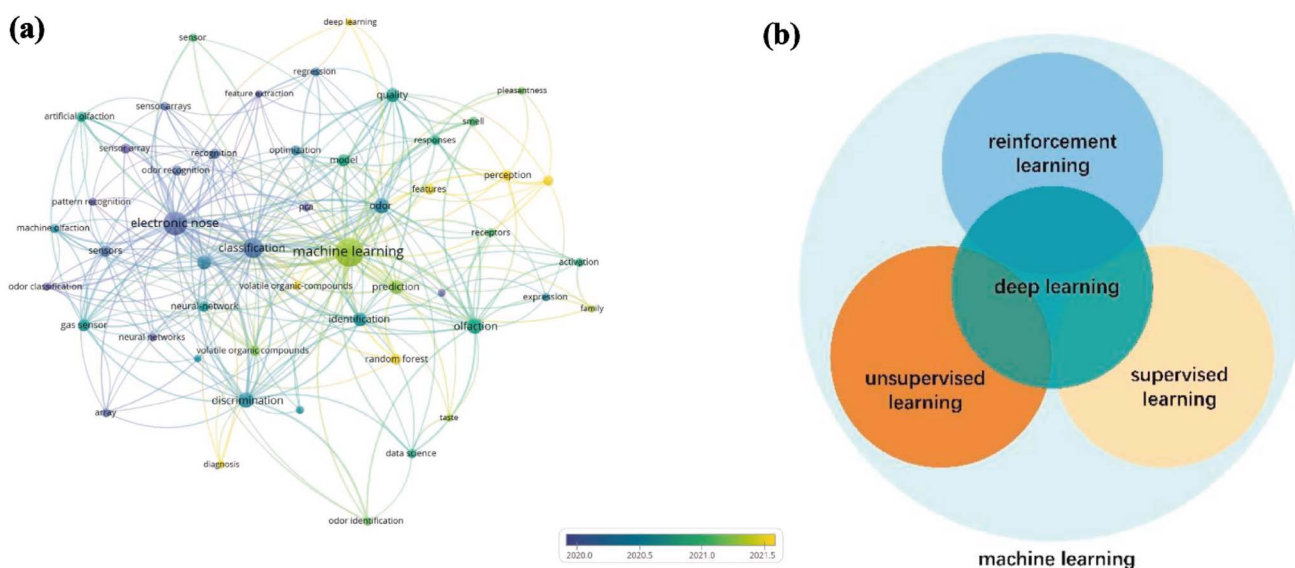 (a)
deep learning
sensor
regression
feature extraction
quality
pleasantness
sensor arrays
artificial olfaction
smell
responses
sensor array
recognition
optimization
model
odor recognition
perception
features
pattern recognition
pca
odor
electronic nose
machine olfaction
receptors
classification
machine learning
sensors
activation
odor classification
volatile organic-compounds
prediction
expression
family
neural-network
identification
gas sensor
olfaction
neural networks
volatile organic compounds
random forest
discrimination
array
taste
data science
diagnosis
odor identification
2020.0 2020.5 2021.0 2021.5
(b)
reinforcement
learning
deep learning
unsupervised
learning
supervised
learning
machine learning